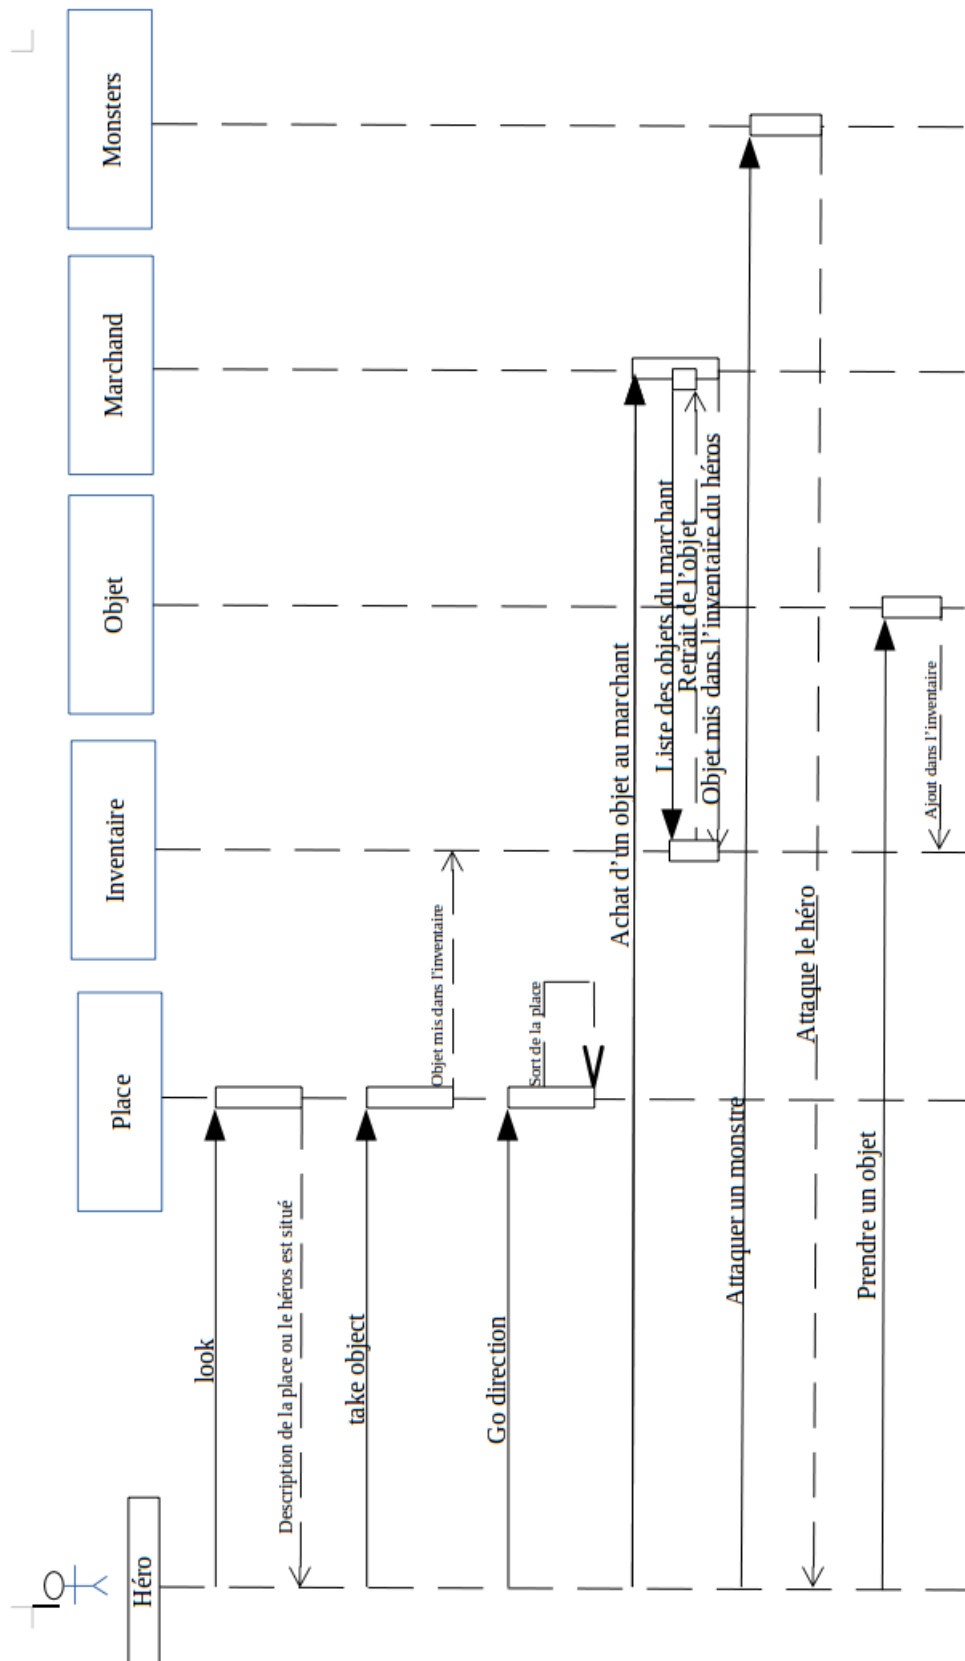 Héro
Place
Inventaire
Objet
Marchand
Monsters
look
Description de la place ou le héros est situé
take object
Objet mis dans l'inventaire
Go direction
Sort de la place
Achat d'un objet au marchant
Liste des objets du marchant
Retrait de l'objet
Objet mis dans l'inventaire du héros
Attaquer un monstre
Attaque le héro
Prendre un objet
Ajout dans l'inventaire